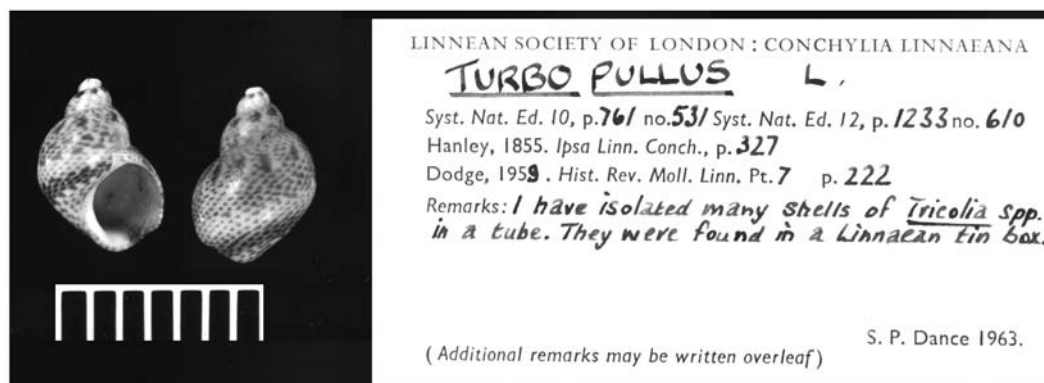 LINNEAN SOCIETY OF LONDON : CONCHYLIA LINNAEANA
TURBO PULLUS L.
Syst. Nat. Ed. 10, p.761 no.531 Syst. Nat. Ed. 12, p.1233 no. 610
Hanley, 1855. Ipsa Linn. Conch., p.327
Dodge, 1959. Hist. Rev. Moll. Linn. Pt.7 p. 222
Remarks: I have isolated many shells of Tricolia spp.
in a tube. They were found in a Linnaean tin box.
S. P. Dance 1963.
(Additional remarks may be written overleaf)